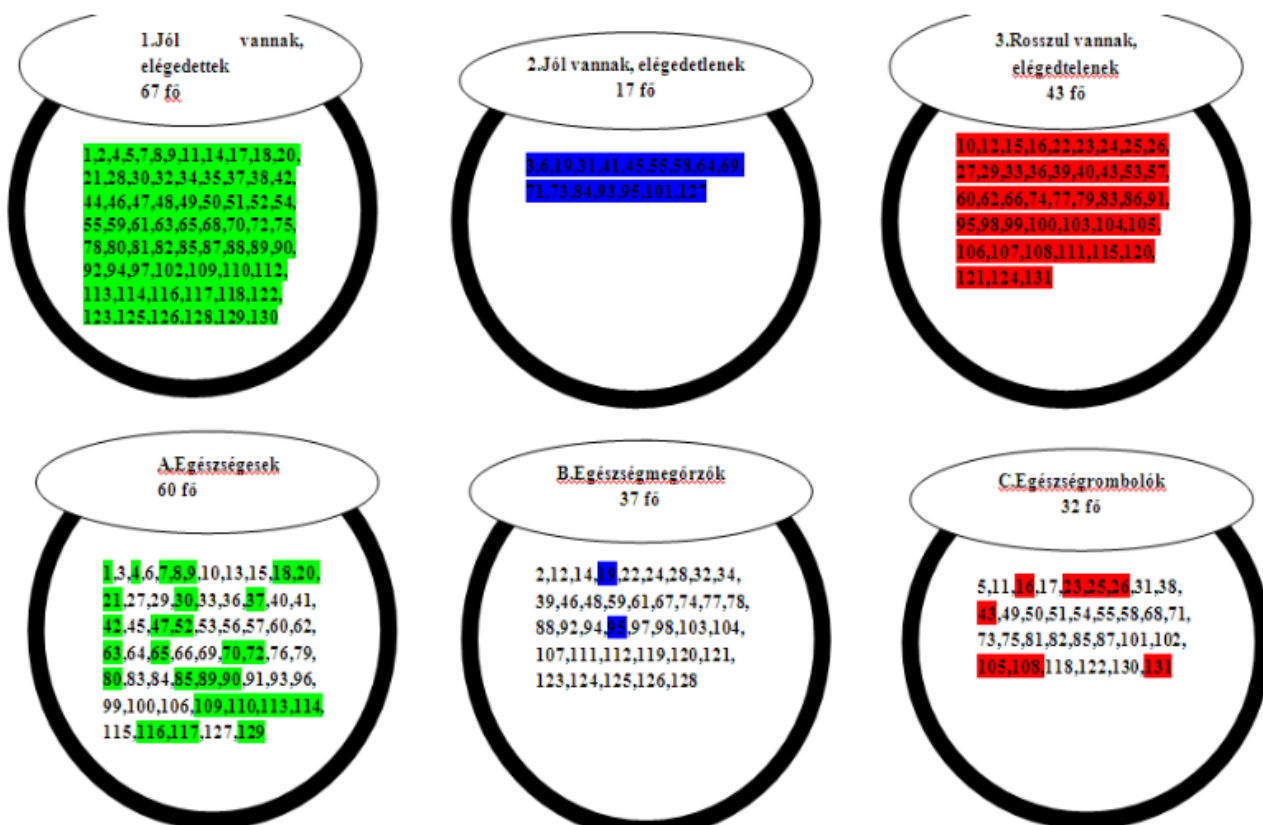 1.Jól vannak,
elégedettek
67 fő
1,2,4,5,7,8,9,11,14,17,18,20,
21,28,30,32,34,35,37,38,42,
44,46,47,48,49,50,51,52,54,
55,59,61,63,65,68,70,72,75,
78,80,81,82,85,87,88,89,90,
92,94,97,102,109,110,112,
113,114,116,117,118,122,
123,125,126,128,129,130
2.Jól vannak, elégedetlenek
17 fő
3,6,19,31,41,45,55,58,64,69,
71,73,84,93,95,101,127
3.Rosszul vannak,
elégedtelenek
43 fő
10,12,15,16,22,23,24,25,26,
27,29,33,36,39,40,43,53,57,
60,62,66,74,77,79,83,86,91,
95,98,99,100,103,104,105,
106,107,108,111,115,120,
121,124,131
A.Egészségesek
60 fő
1,3,4,6,7,8,9,10,13,15,18,20,
21,27,29,30,33,36,37,40,41,
42,45,47,52,53,56,57,60,62,
63,64,65,66,69,70,72,76,79,
80,83,84,85,89,90,91,93,96,
99,100,106,109,110,113,114,
115,116,117,127,129
B.Egészségmegőrzők
37 fő
2,12,14,19,22,24,28,32,34,
39,46,48,59,61,67,74,77,78,
88,92,94,95,97,98,103,104,
107,111,112,119,120,121,
123,124,125,126,128
C.Egészségrombolók
32 fő
5,11,16,17,23,25,26,31,38,
43,49,50,51,54,55,58,68,71,
73,75,81,82,85,87,101,102,
105,108,118,122,130,131